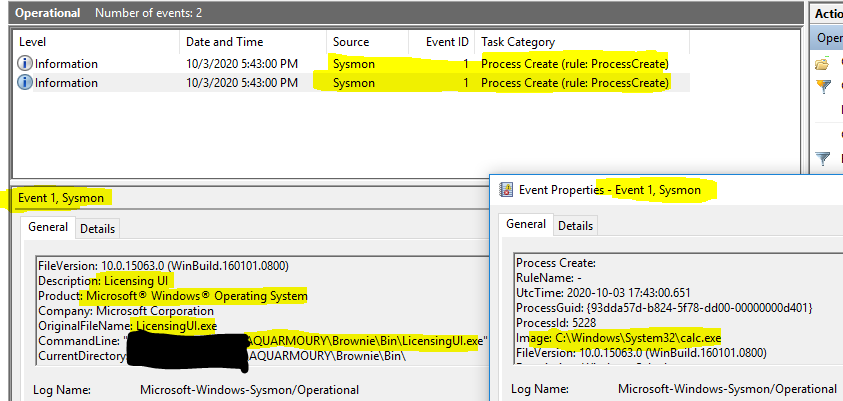 Operational Number of events: 2
Actio
Level Date and Time Source Event ID Task Category
Oper
Information 10/3/2020 5:43:00 PM Sysmon 1 Process Create (rule: ProcessCreate)
Information 10/3/2020 5:43:00 PM Sysmon 1 Process Create (rule: ProcessCreate)
Event 1, Sysmon
General Details
FileVersion: 10.0.15063.0 (WinBuild.160101.0800)
Description: Licensing UI
Product: Microsoft® Windows® Operating System
Company: Microsoft Corporation
OriginalFileName: LicensingUI.exe
CommandLine: " AQUARMOURY\Brownie\Bin\LicensingUI.exe"
CurrentDirectory: AQUARMOURY\Brownie\Bin\
Log Name: Microsoft-Windows-Sysmon/Operational
Event Properties - Event 1, Sysmon
General Details
Process Create:
RuleName: -
UtcTime: 2020-10-03 17:43:00.651
ProcessGuid: {93dda57d-b824-5f78-dd00-00000000d401}
ProcessId: 5228
Image: C:\Windows\System32\calc.exe
FileVersion: 10.0.15063.0 (WinBuild.160101.0800)
Log Name: Microsoft-Windows-Sysmon/Operational